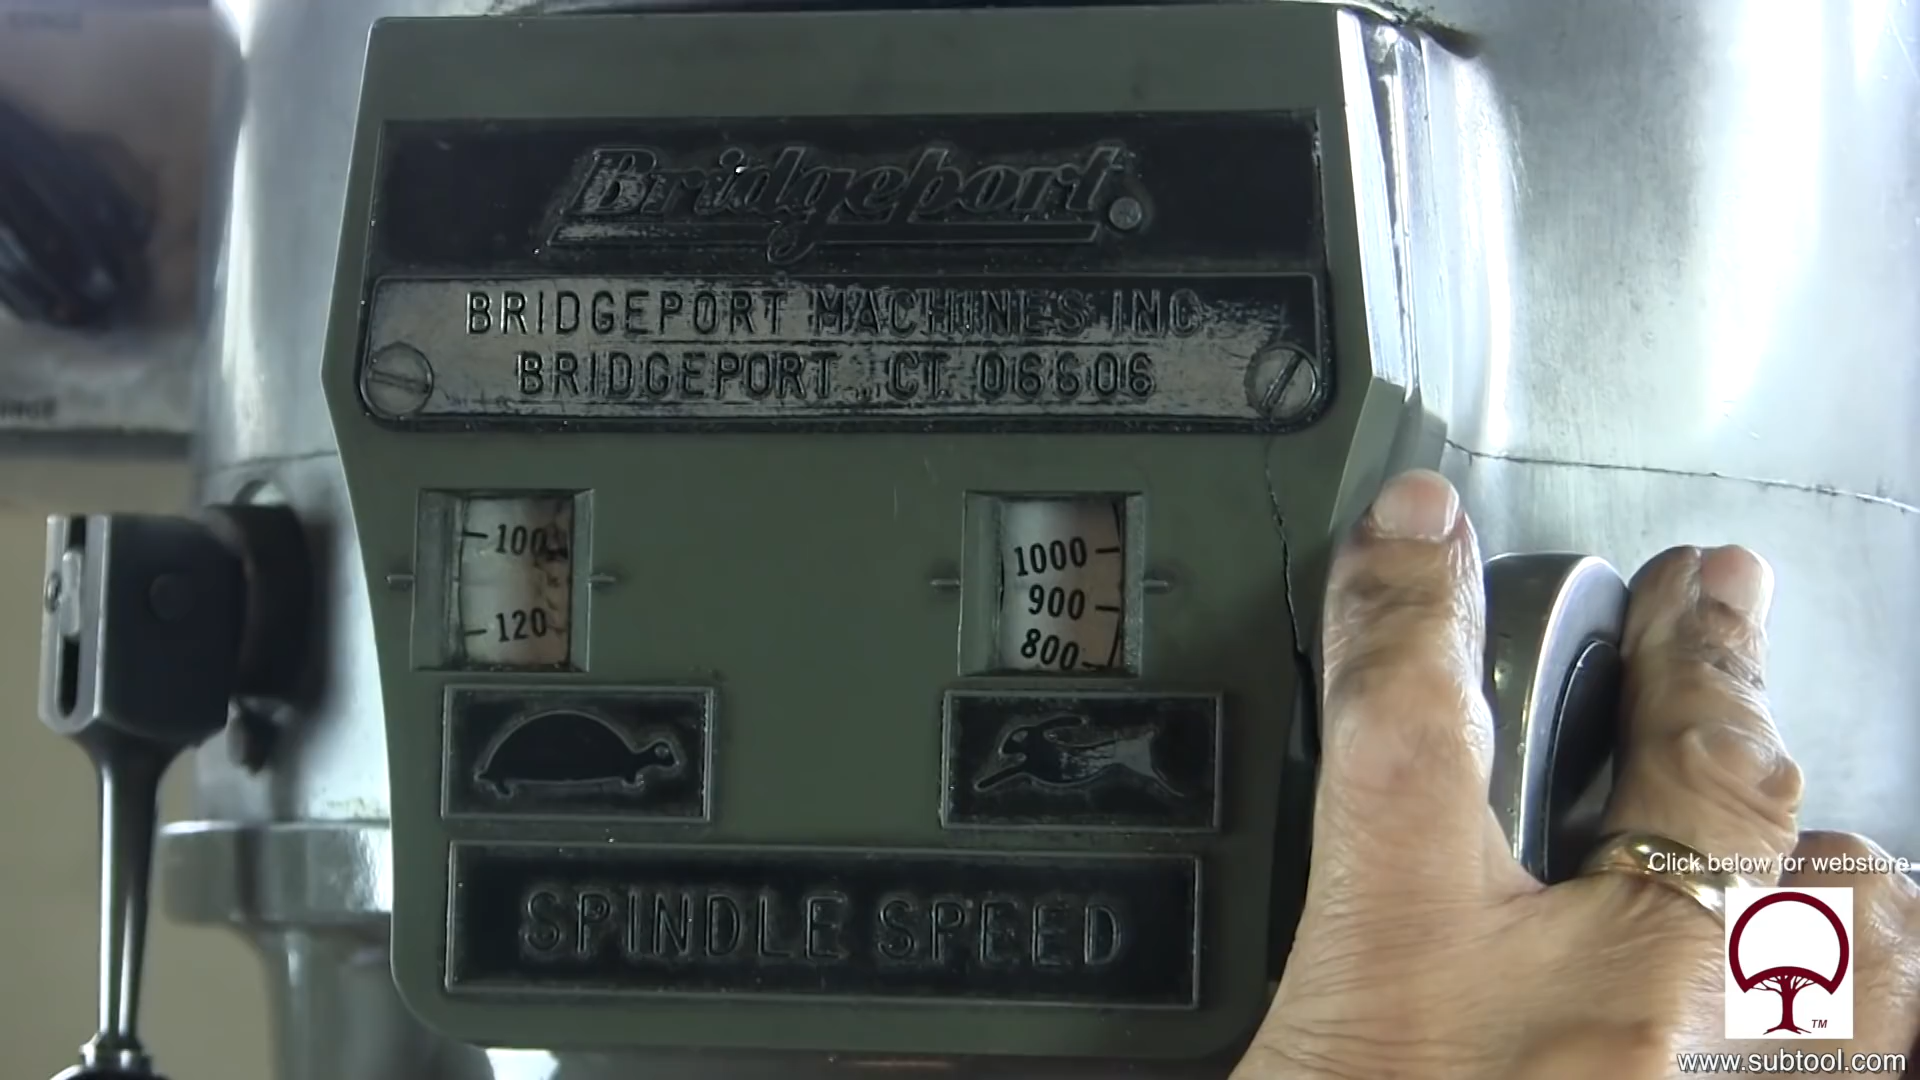 Bridgeport
BRIDGEPORT MACHINES INC
BRIDGEPORT CT. 06606
100
120
1000
900
800
SPINDLE SPEED
Click below for webstore
TM
www.subtool.com